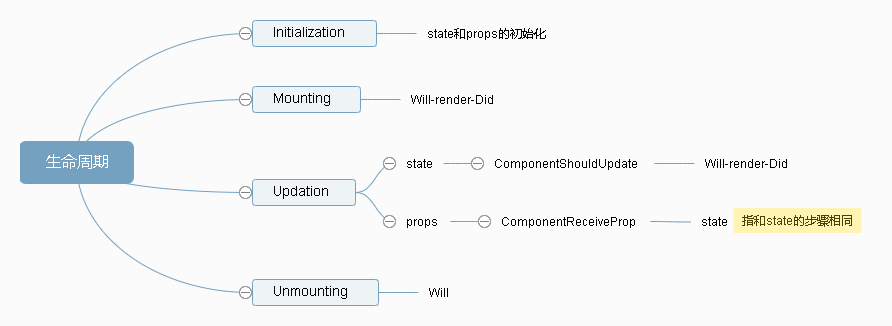 生命周期
Initialization
state和props的初始化
Mounting
Will-render-Did
Updation
state
ComponentShouldUpdate
Will-render-Did
props
ComponentReceiveProp
state
指和state的步骤相同
Unmounting
Will